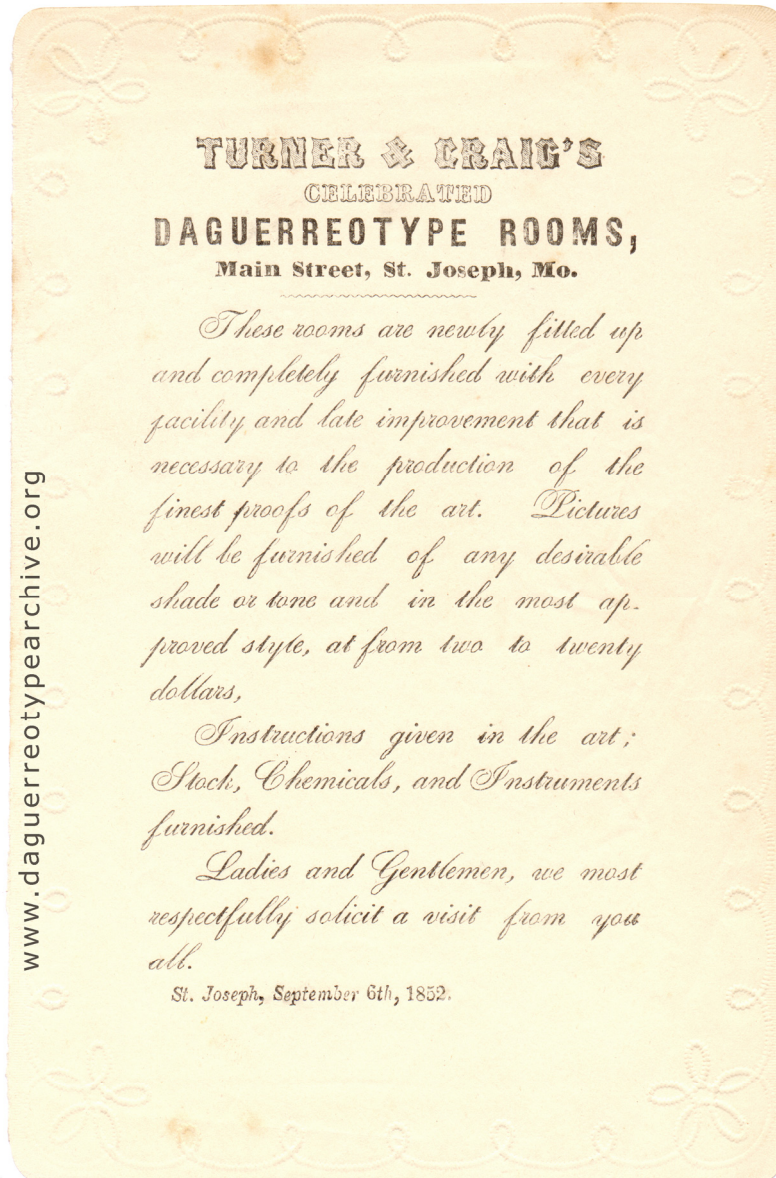 TURNER & CRAIG'S
CELEBRATED
DAGUERREOTYPE ROOMS,
Main Street, St. Joseph, Mo.
These rooms are newly fitted up
and completely furnished with every
facility and late improvement that is
necessary to the production of the
finest proofs of the art. Pictures
will be furnished of any desirable
shade or tone and in the most ap-
proved style, at from two to twenty
dollars,
Instructions given in the art;
Stock, Chemicals, and Instruments
furnished.
Ladies and Gentlemen, we most
respectfully solicit a visit from you
all.
St. Joseph, September 6th, 1852.
www.daguerreotypearchive.org